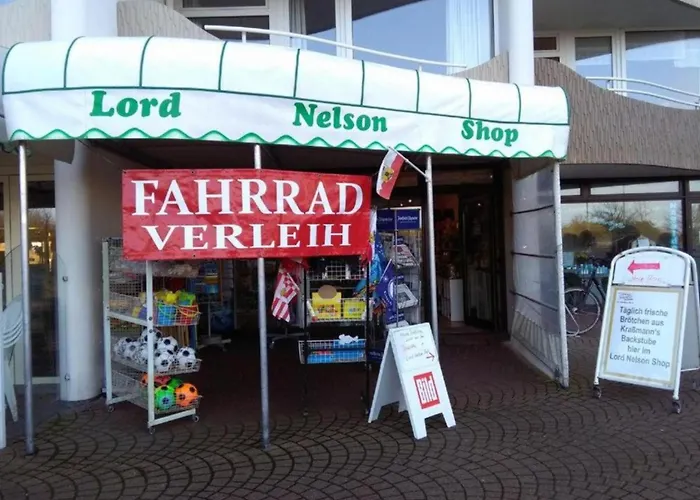 Lord Nelson Shop
FAHRRAD
VERLEIH
Bild
Täglich frische
Brötchen aus
Kraßmann's
Backstube
hier im
Lord Nelson Shop